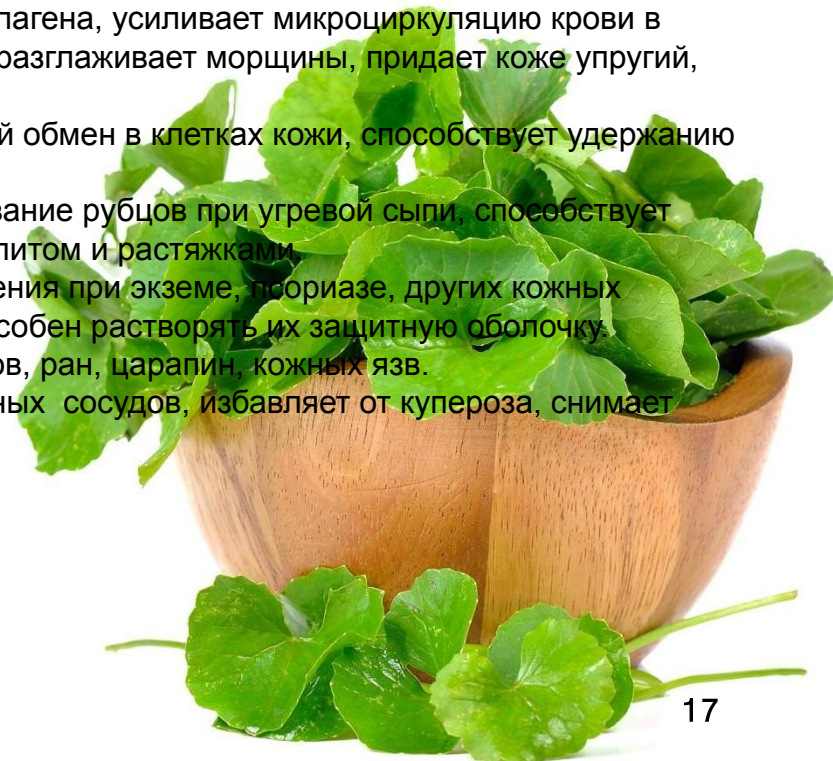 лагена, усиливает микроциркуляцию крови в
разглаживает морщины, придает коже упругий,
й обмен в клетках кожи, способствует удержанию
вание рубцов при угревой сыпи, способствует
литом и растяжками.
ения при экземе, псориазе, других кожных
особен растворять их защитную оболочку.
ов, ран, царапин, кожных язв.
ных сосудов, избавляет от купероза, снимает
17